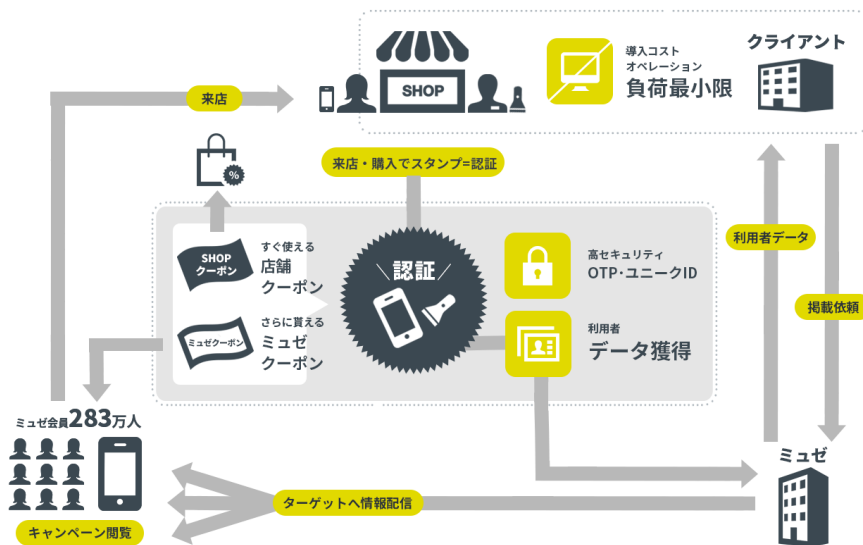 クライアント
導入コスト
オペレーション
負荷最小限
SHOP
来店
来店・購入でスタンプ=認証
%
利用者データ
掲載依頼
SHOP
クーポン
すぐ使える
店舗
クーポン
ミュゼクーポン
さらに貰える
ミュゼ
クーポン
認証
高セキュリティ
OTP・ユニークID
利用者
データ獲得
ミュゼ会員283万人
キャンペーン閲覧
ターゲットへ情報配信
ミュゼ